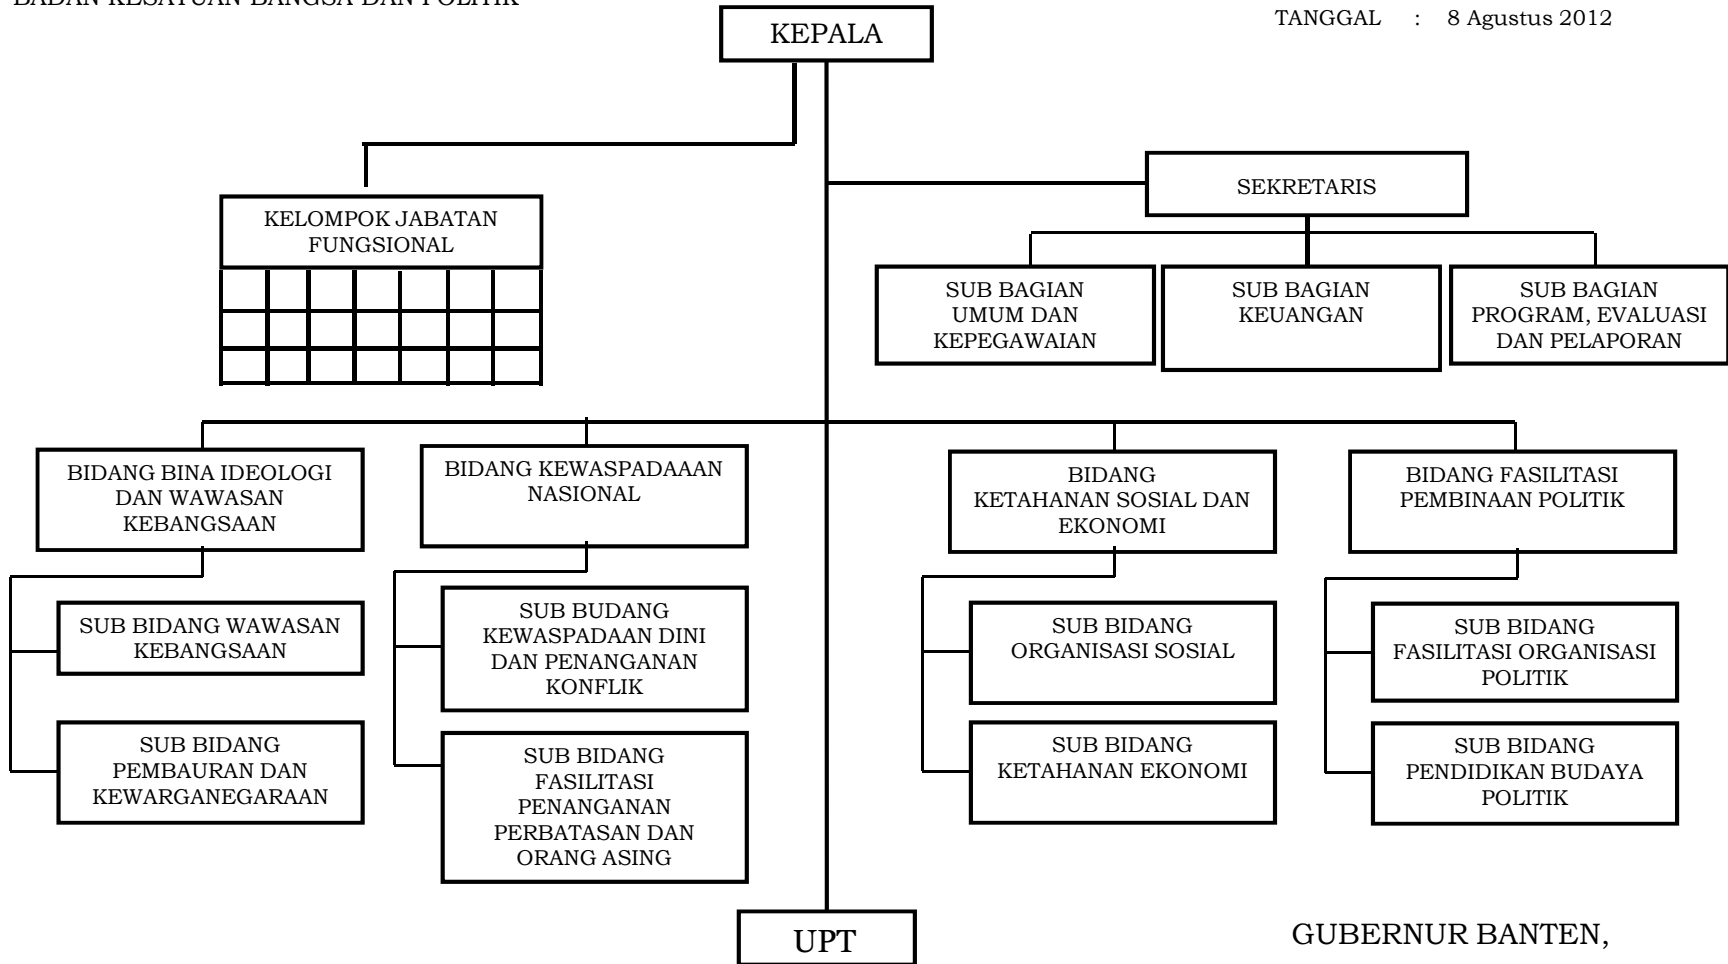 BADAN KESATUAN BANGSA DAN POLITIK
TANGGAL : 8 Agustus 2012
KEPALA
SEKRETARIS
KELOMPOK JABATAN
FUNGSIONAL
SUB BAGIAN
UMUM DAN
KEPEGAWAIAN
SUB BAGIAN
KEUANGAN
SUB BAGIAN
PROGRAM, EVALUASI
DAN PELAPORAN
BIDANG BINA IDEOLOGI
DAN WAWASAN
KEBANGSAAN
BIDANG KEWASPADAAAN
NASIONAL
BIDANG
KETAHANAN SOSIAL DAN
EKONOMI
BIDANG FASILITASI
PEMBINAAN POLITIK
SUB BIDANG WAWASAN
KEBANGSAAN
SUB BUDANG
KEWASPADAAN DINI
DAN PENANGANAN
KONFLIK
SUB BIDANG
ORGANISASI SOSIAL
SUB BIDANG
FASILITASI ORGANISASI
POLITIK
SUB BIDANG
PEMBAURAN DAN
KEWARGANEGARAAN
SUB BIDANG
FASILITASI
PENANGANAN
PERBATASAN DAN
ORANG ASING
SUB BIDANG
KETAHANAN EKONOMI
SUB BIDANG
PENDIDIKAN BUDAYA
POLITIK
UPT
GUBERNUR BANTEN,